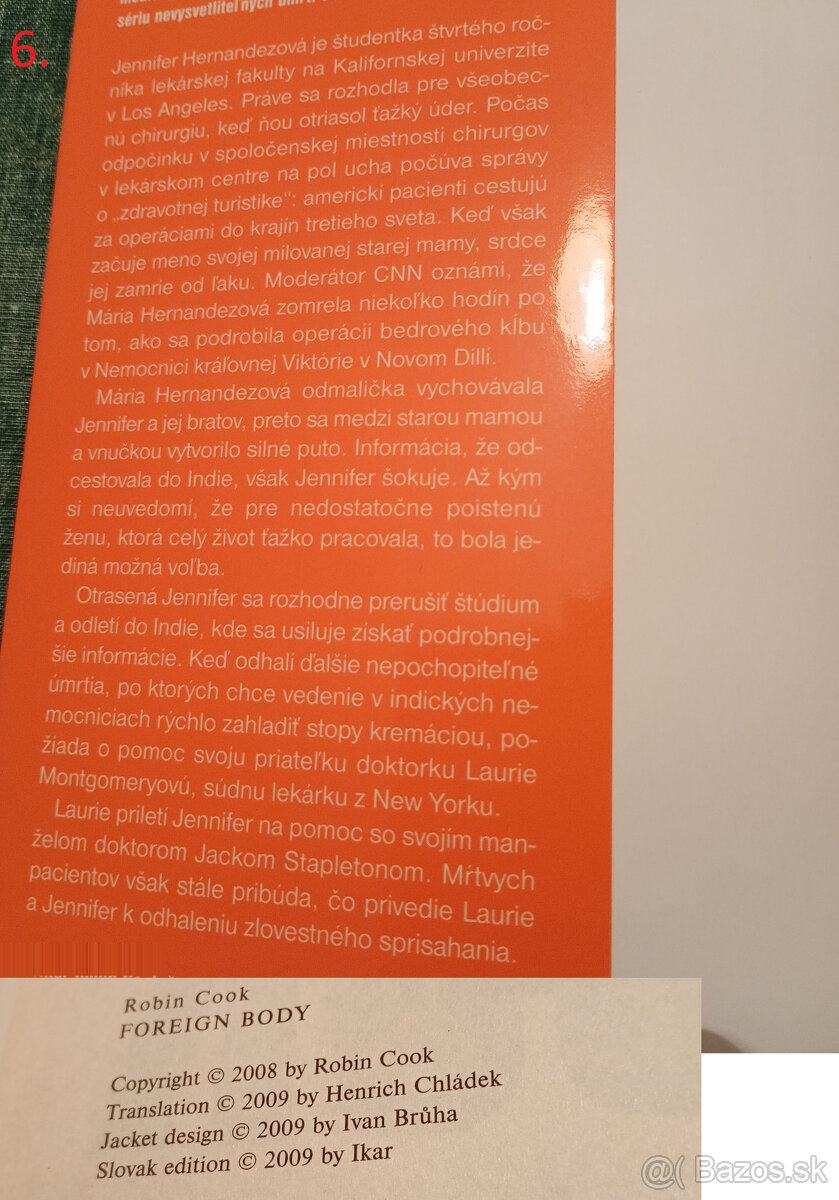 6.
sériu nevysvetliteľných úmrtí
Jennifer Hernandezová je študentka štvrtého roč-
níka lekárskej fakulty na Kalifornskej univerzite
v Los Angeles. Práve sa rozhodla pre všeobec-
nú chirurgiu, keď ňou otriasol ťažký úder. Počas
odpočinku v spoločenskej miestnosti chirurgov
v lekárskom centre na pol ucha počúva správy
o „zdravotnej turistike“: americkí pacienti cestujú
za operáciami do krajín tretieho sveta. Keď však
začuje meno svojej milovanej starej mamy, srdce
jej zamrie od ľaku. Moderátor CNN oznámi, že
Mária Hernandezová zomrela niekoľko hodín po
tom, ako sa podrobila operácii bedrového kĺbu
v Nemocnici kráľovnej Viktórie v Novom Dillí.
Mária Hernandezová odmalička vychovávala
Jennifer a jej bratov, preto sa medzi starou mamou
a vnučkou vytvorilo silné puto. Informácia, že od-
cestovala do Indie, však Jennifer šokuje. Až kým
si neuvedomí, že pre nedostatočne poistenú
ženu, ktorá celý život ťažko pracovala, to bola je-
diná možná voľba.
Otrasená Jennifer sa rozhodne prerušiť štúdium
a odletí do Indie, kde sa usiluje získať podrobnej-
šie informácie. Keď odhalí ďalšie nepochopiteľné
úmrtia, po ktorých chce vedenie v indických ne-
mocniciach rýchlo zahladiť stopy kremáciou, po-
žiada o pomoc svoju priateľku doktorku Laurie
Montgomeryovú, súdnu lekárku z New Yorku.
Laurie priletí Jennifer na pomoc so svojím man-
želom doktorom Jackom Stapletonom. Mŕtvych
pacientov však stále pribúda, čo privedie Laurie
a Jennifer k odhaleniu zlovestného sprisahania.
Robin Cook
FOREIGN BODY
Copyright © 2008 by Robin Cook
Translation © 2009 by Henrich Chládek
Jacket design © 2009 by Ivan Brůha
Slovak edition © 2009 by Ikar
Bazos.sk